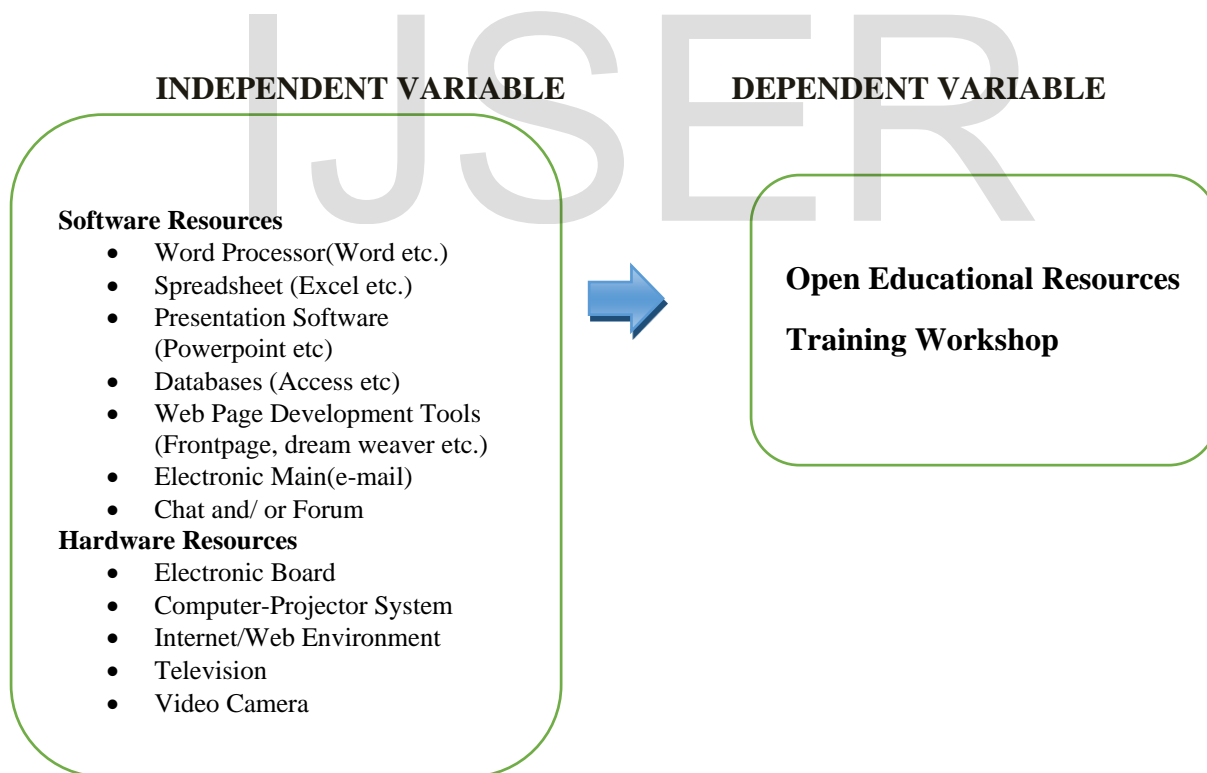 IJSER
INDEPENDENT VARIABLE
Software Resources
• Word Processor(Word etc.)
• Spreadsheet (Excel etc.)
• Presentation Software
(Powerpoint etc)
• Databases (Access etc)
• Web Page Development Tools
(Frontpage, dream weaver etc.)
• Electronic Main(e-mail)
• Chat and/ or Forum
Hardware Resources
• Electronic Board
• Computer-Projector System
• Internet/Web Environment
• Television
• Video Camera
DEPENDENT VARIABLE
Open Educational Resources
Training Workshop